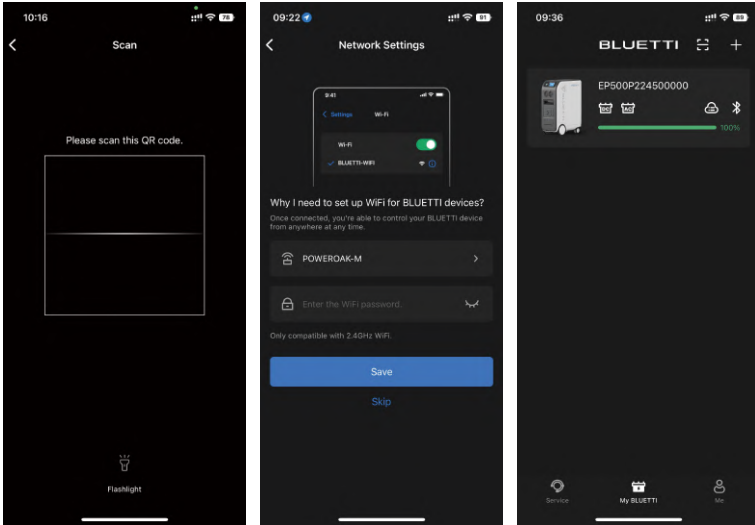 10:16
78
Scan
Please scan this QR code.
Flashlight
09:22
91
Network Settings
9:41
Settings
Wi-Fi
Wi-Fi
BLUETTI-WIFI
Why I need to set up WiFi for BLUETTI devices?
Once connected, you're able to control your BLUETTI device
from anywhere at any time.
POWEROAK-M
Enter the WiFi password.
Only compatible with 2.4GHz WiFi.
Save
Skip
09:36
89
BLUETTI
EP500P224500000
DC
AC
100%
Service
My BLUETTI
Me